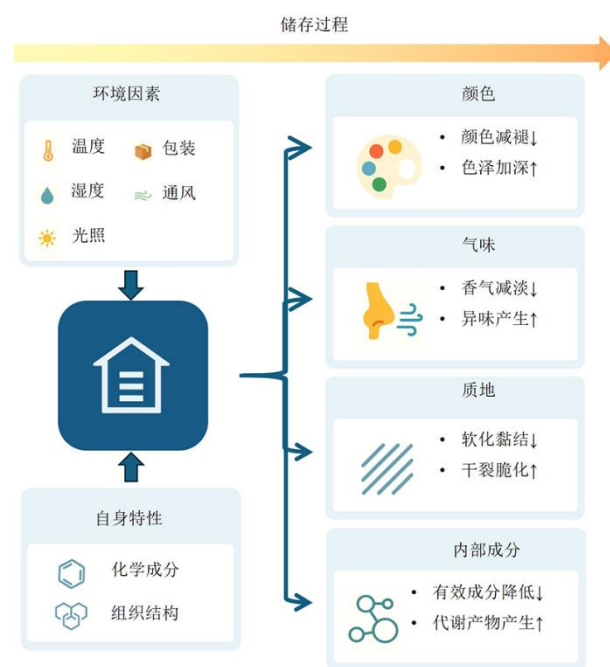 储存过程
环境因素
温度 包装
湿度 通风
光照
自身特性
化学成分
组织结构
颜色
• 颜色减褪↓
• 色泽加深↑
气味
• 香气减淡↓
• 异味产生↑
质地
• 软化黏结↓
• 干裂脆化↑
内部成分
• 有效成分降低↓
• 代谢产物产生↑